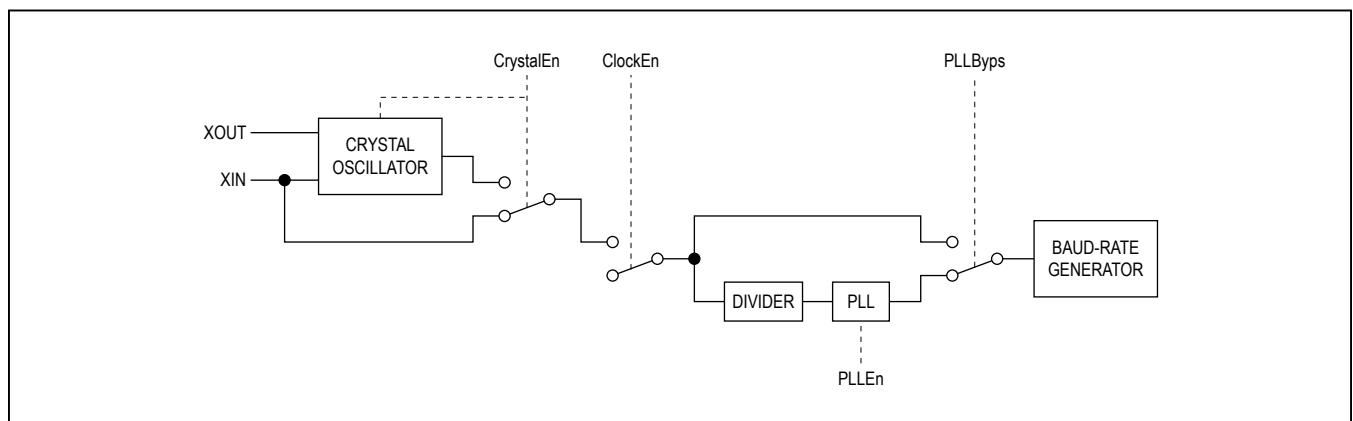 CrystalEn
ClockEn
PLLByps
XOUT
XIN
CRYSTAL
OSCILLATOR
BAUD-RATE
GENERATOR
DIVIDER
PLL
PLLEn